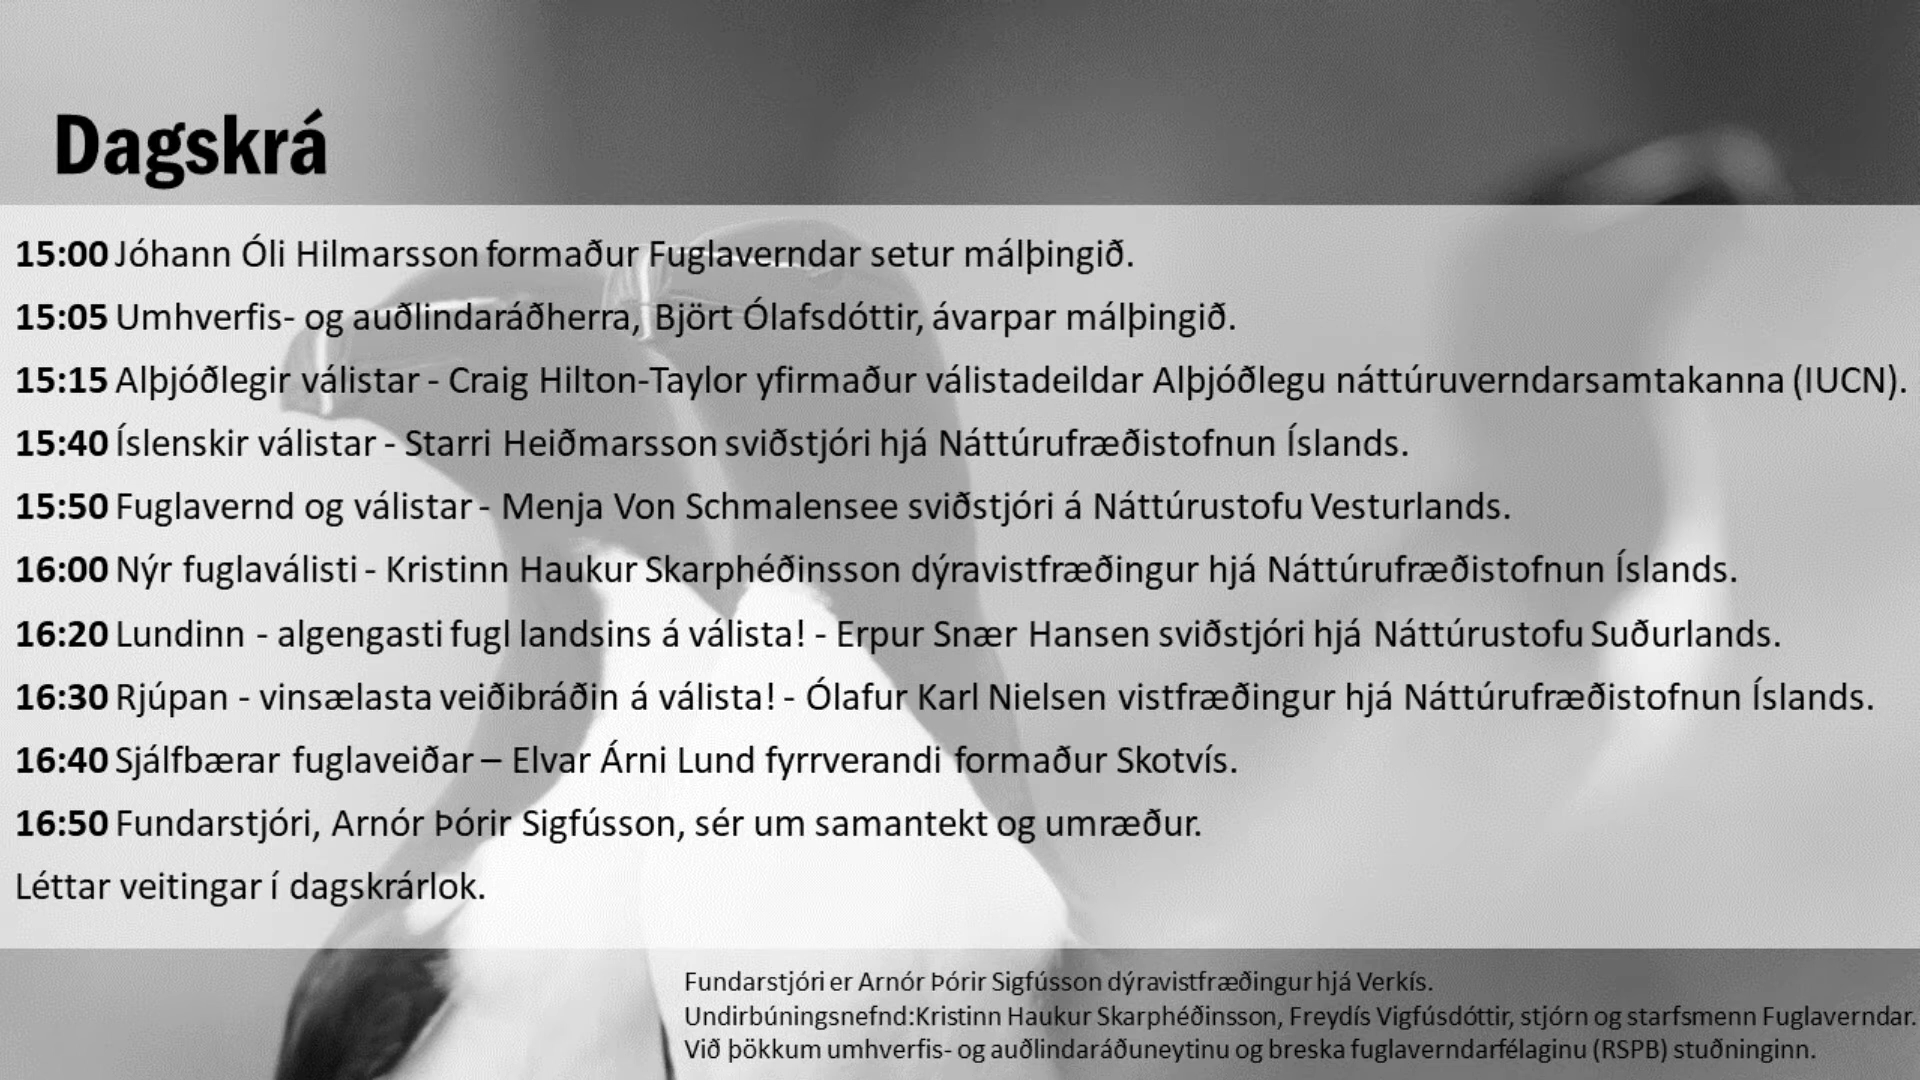 Dagskrá
15:00 Jóhann Óli Hilmarsson formaður Fuglaverndar setur málþingið.
15:05 Umhverfis- og auðlindaráðherra, Björt Ólafsdóttir, ávarpar málþingið.
15:15 Alþjóðlegir válistar - Craig Hilton-Taylor yfirmaður válistadeildar Alþjóðlegu náttúruverndarsamtakanna (IUCN).
15:40 Íslenskir válistar - Starri Heiðmarsson sviðstjóri hjá Náttúrufræðistofnun Íslands.
15:50 Fuglavernd og válistar - Menja Von Schmalensee sviðstjóri á Náttúrustofu Vesturlands.
16:00 Nýr fuglaválisti - Kristinn Haukur Skarphéðinsson dýravistfræðingur hjá Náttúrufræðistofnun Íslands.
16:20 Lundinn - algengasti fugl landsins á válista! - Erpur Snær Hansen sviðstjóri hjá Náttúrustofu Suðurlands.
16:30 Rjúpan - vinsælasta veiðibráðin á válista! - Ólafur Karl Nielsen vistfræðingur hjá Náttúrufræðistofnun Íslands.
16:40 Sjálfbærar fuglaveiðar – Elvar Árni Lund fyrrverandi formaður Skotvís.
16:50 Fundarstjóri, Arnór Þórir Sigfússon, sér um samantekt og umræður.
Léttar veitingar í dagskrárlok.
Fundarstjóri er Arnór Þórir Sigfússon dýravistfræðingur hjá Verkís.
Undirbúningsnefnd:Kristinn Haukur Skarphéðinsson, Freydís Vigfúsdóttir, stjórn og starfsmenn Fuglaverndar.
Við þökkum umhverfis- og auðlindaráðuneytinu og breska fuglaverndarfélaginu (RSPB) stuðninginn.